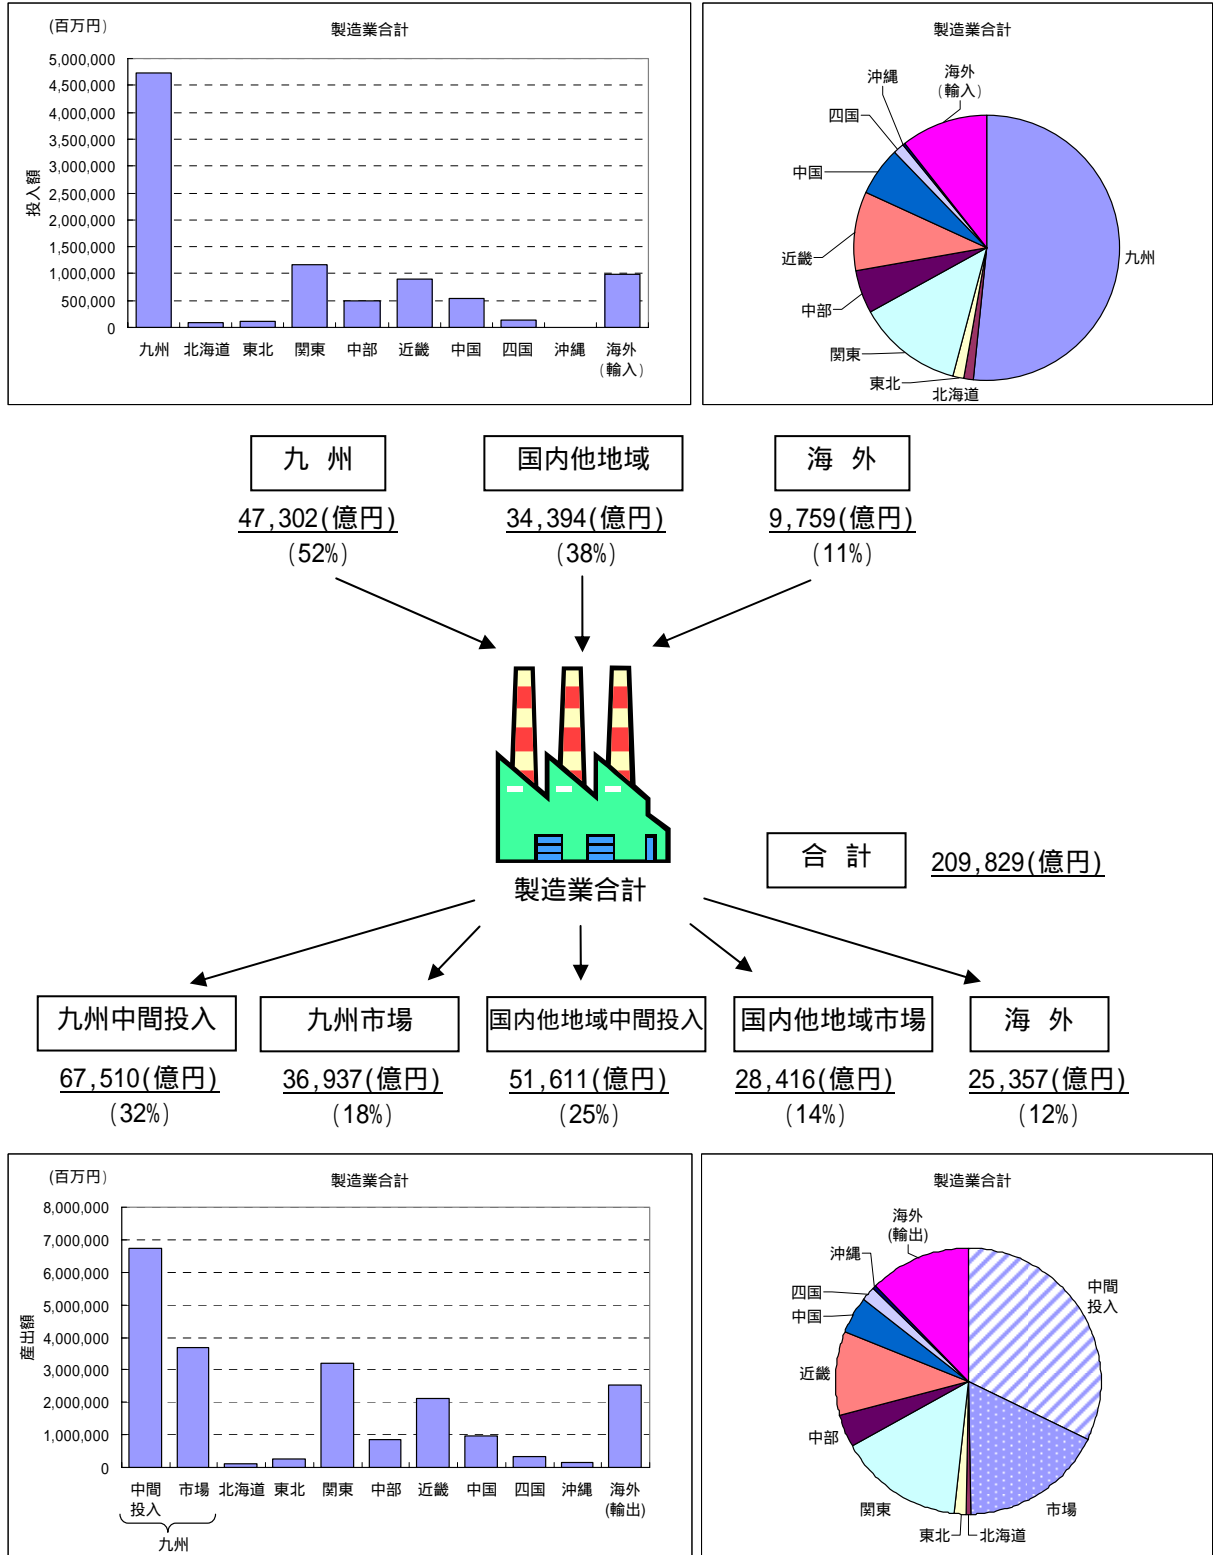 (百万円)
製造業合計
5,000,000
4,500,000
4,000,000
3,500,000
3,000,000
2,500,000
2,000,000
1,500,000
1,000,000
500,000
0
投入額
九州 北海道 東北 関東 中部 近畿 中国 四国 沖縄 海外
(輸入)
製造業合計
海外
(輸入)
沖縄
四国
中国
近畿
九州
中部
関東
東北
北海道
九 州 国内他地域 海 外
47,302(億円) 34,394(億円) 9,759(億円)
(52%) (38%) (11%)
合 計 209,829(億円)
製造業合計
九州中間投入 九州市場 国内他地域中間投入 国内他地域市場 海 外
67,510(億円) 36,937(億円) 51,611(億円) 28,416(億円) 25,357(億円)
(32%) (18%) (25%) (14%) (12%)
(百万円)
製造業合計
8,000,000
7,000,000
6,000,000
5,000,000
4,000,000
3,000,000
2,000,000
1,000,000
0
産出額
中間 市場 北海道 東北 関東 中部 近畿 中国 四国 沖縄 海外
投入 (輸出)
九州
製造業合計
海外
(輸出)
沖縄
四国
中国
中間
投入
近畿
中部
関東
市場
東北
北海道